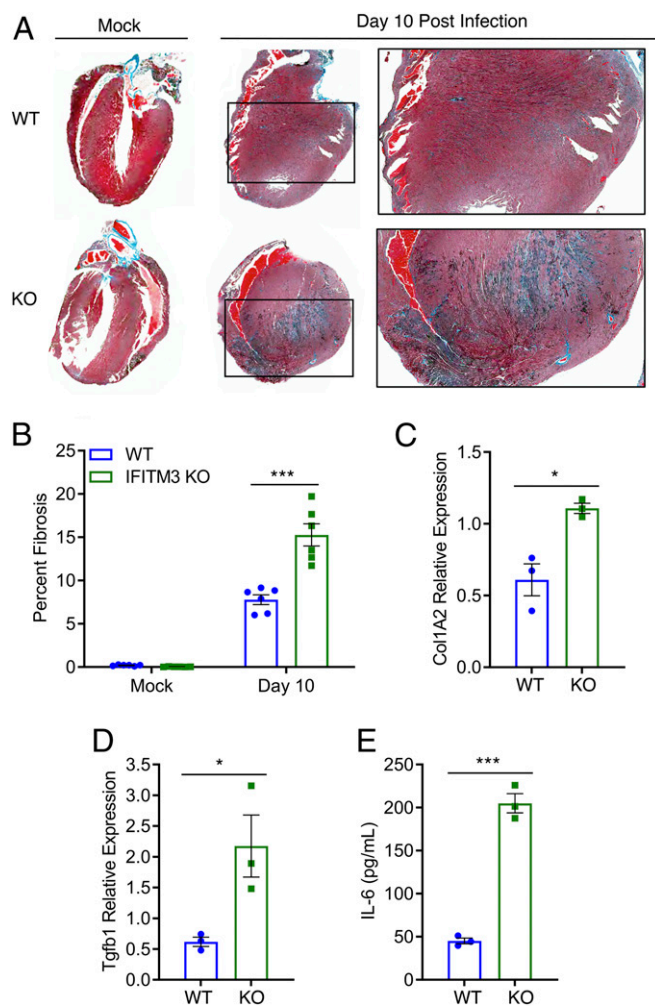 A
Mock
Day 10 Post Infection
WT
KO
B
WT
IFITM3 KO
***
Percent Fibrosis
25
20
15
10
5
0
Mock
Day 10
C
*
Col1A2 Relative Expression
1.5
1.0
0.5
0.0
WT
KO
D
*
Tgfb1 Relative Expression
3.5
3.0
2.5
2.0
1.5
1.0
0.5
0.0
WT
KO
E
***
IL-6 (pg/mL)
250
200
150
100
50
0
WT
KO